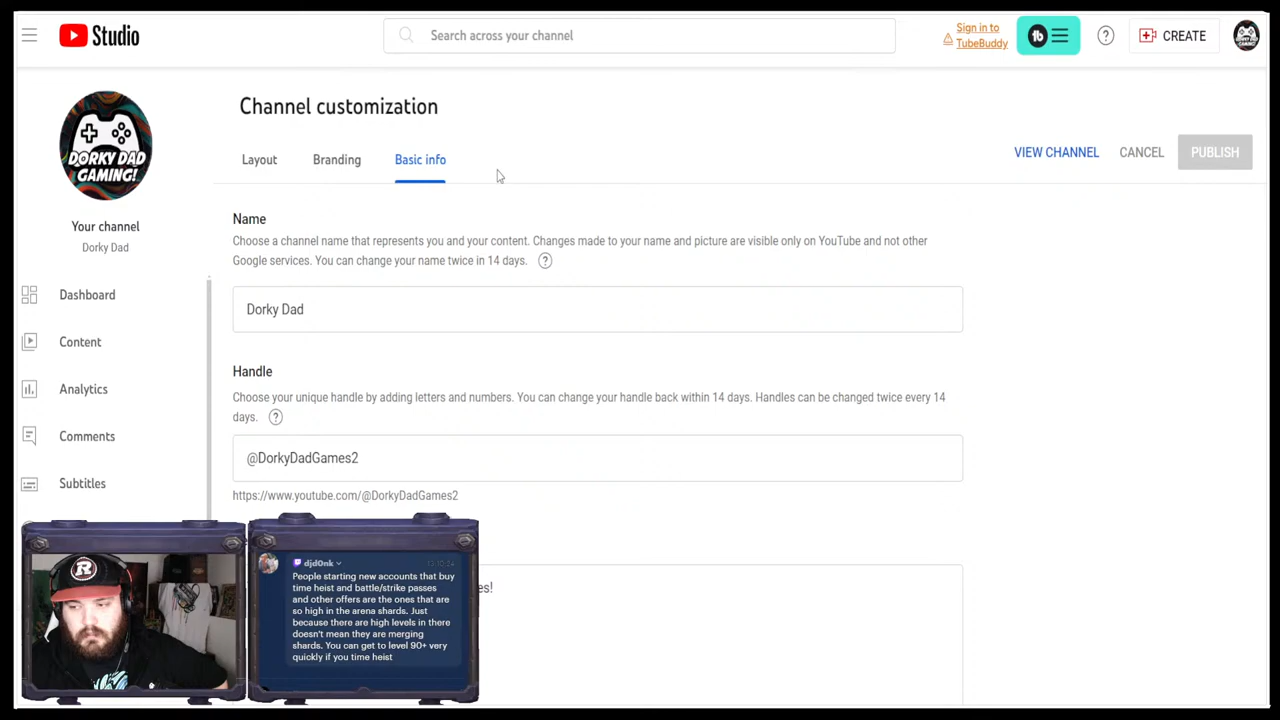 Studio
Search across your channel
Sign in to
TubeBuddy
tb
CREATE
DORKY DAD
GAMING!
Your channel
Dorky Dad
Dashboard
Content
Analytics
Comments
Subtitles
Channel customization
Layout
Branding
Basic info
VIEW CHANNEL
CANCEL
PUBLISH
Name
Choose a channel name that represents you and your content. Changes made to your name and picture are visible only on YouTube and not other
Google services. You can change your name twice in 14 days. ?
Dorky Dad
Handle
Choose your unique handle by adding letters and numbers. You can change your handle back within 14 days. Handles can be changed twice every 14
days. ?
@DorkyDadGames2
https://www.youtube.com/@DorkyDadGames2
es!
djd0nk
People starting new accounts that buy
time heist and battle/strike passes
and other offers are the ones that are
so high in the arena shards. Just
because there are high levels in there
doesn't mean they are merging
shards. You can get to level 90+ very
quickly if you time heist